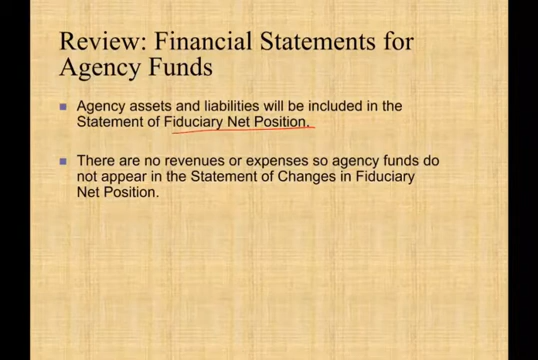 Review: Financial Statements for
Agency Funds
Agency assets and liabilities will be included in the
Statement of Fiduciary Net Position.
There are no revenues or expenses so agency funds do
not appear in the Statement of Changes in Fiduciary
Net Position.